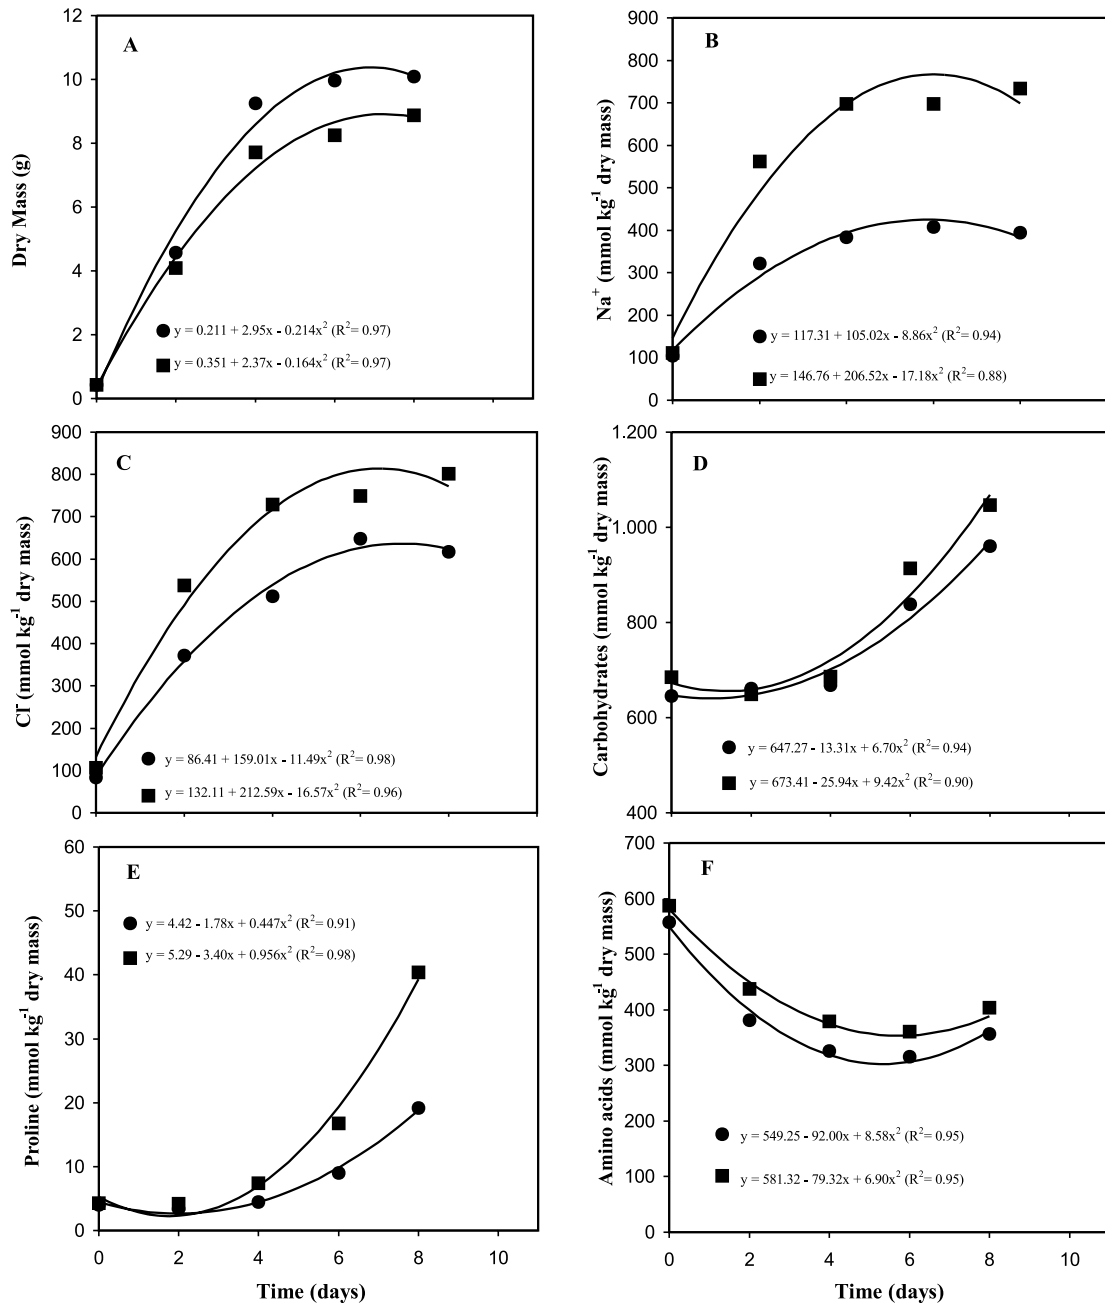 A
Dry Mass (g)
12
10
8
6
4
2
0
y = 0.211 + 2.95x - 0.214x² (R²= 0.97)
y = 0.351 + 2.37x - 0.164x² (R²= 0.97)
B
Na⁺ (mmol kg⁻¹ dry mass)
900
800
700
600
500
400
300
200
100
0
y = 117.31 + 105.02x - 8.86x² (R²= 0.94)
y = 146.76 + 206.52x - 17.18x² (R²= 0.88)
C
Cl⁻ (mmol kg⁻¹ dry mass)
900
800
700
600
500
400
300
200
100
0
y = 86.41 + 159.01x - 11.49x² (R²= 0.98)
y = 132.11 + 212.59x - 16.57x² (R²= 0.96)
D
Carbohydrates (mmol kg⁻¹ dry mass)
1.200
1.000
800
600
400
y = 647.27 - 13.31x + 6.70x² (R²= 0.94)
y = 673.41 - 25.94x + 9.42x² (R²= 0.90)
E
Proline (mmol kg⁻¹ dry mass)
60
50
40
30
20
10
0
y = 4.42 - 1.78x + 0.447x² (R²= 0.91)
y = 5.29 - 3.40x + 0.956x² (R²= 0.98)
0 2 4 6 8 10
Time (days)
F
Amino acids (mmol kg⁻¹ dry mass)
700
600
500
400
300
200
100
0
y = 549.25 - 92.00x + 8.58x² (R²= 0.95)
y = 581.32 - 79.32x + 6.90x² (R²= 0.95)
0 2 4 6 8 10
Time (days)